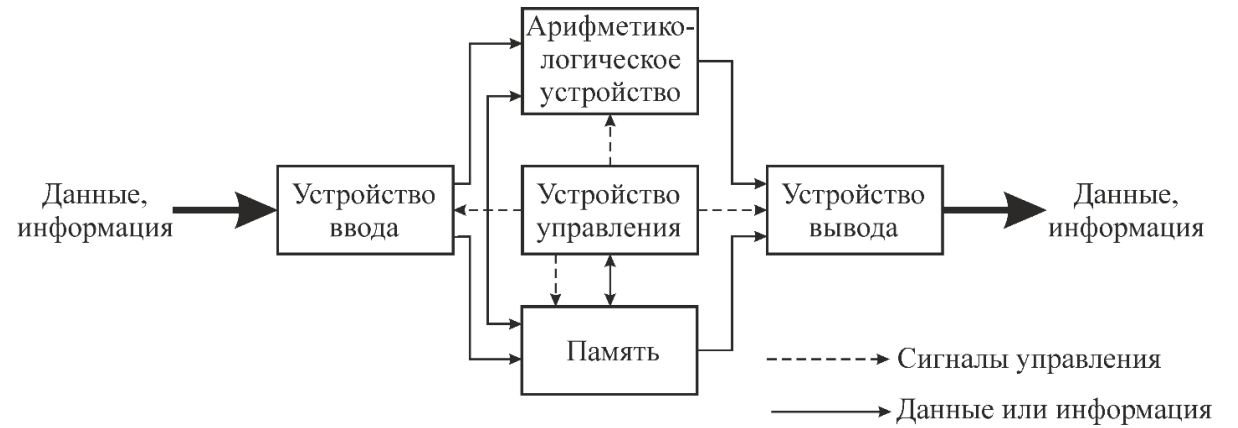 Арифметико-
логическое
устройство
Данные,
информация
Устройство
ввода
Устройство
управления
Устройство
вывода
Данные,
информация
Память
Сигналы управления
Данные или информация